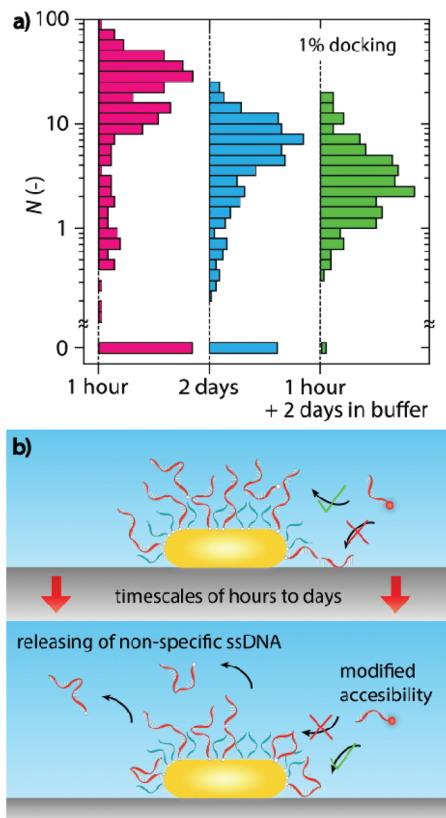 a)
100
1% docking
10
N (-)
1
≈
≈
0
1 hour
2 days
1 hour
+ 2 days in buffer
b)
timescales of hours to days
releasing of non-specific ssDNA
modified
accesibility